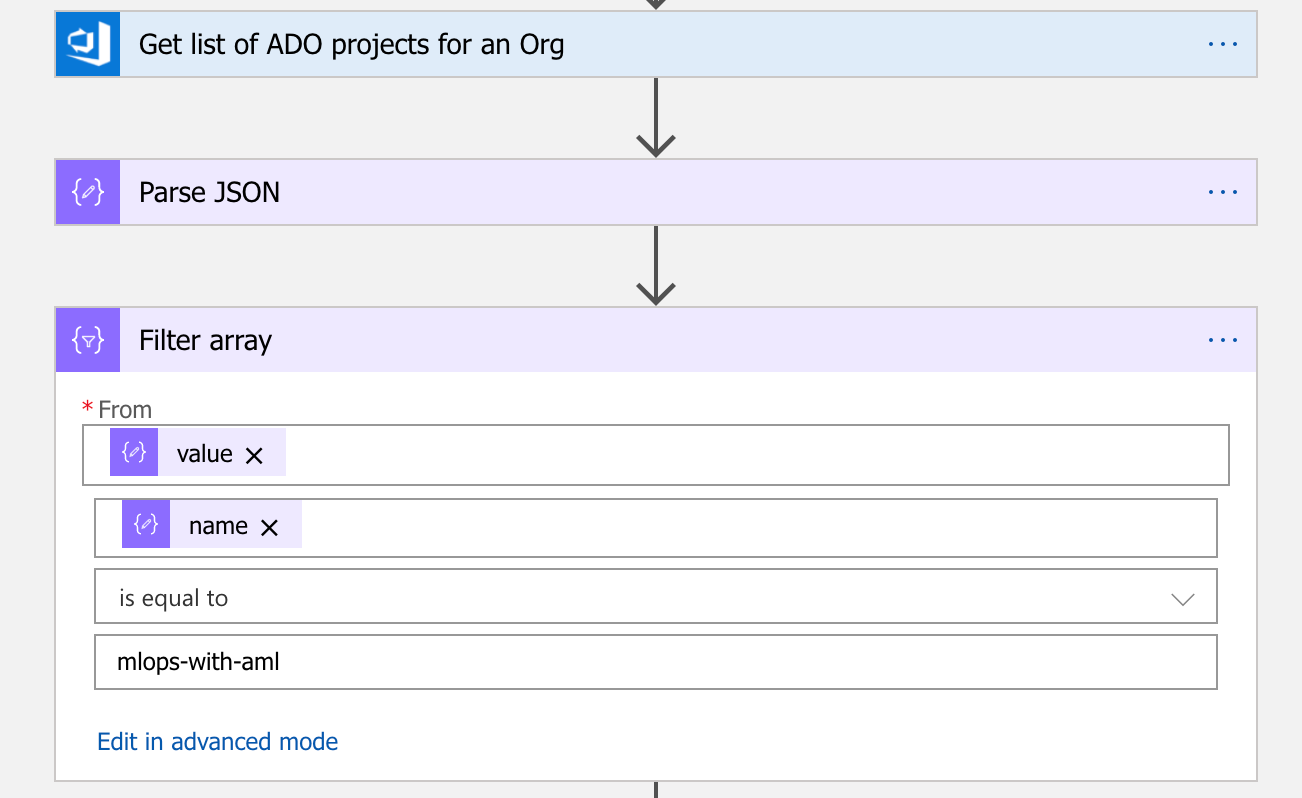 Get list of ADO projects for an Org
Parse JSON
Filter array
* From
value
name
is equal to
mlops-with-aml
Edit in advanced mode